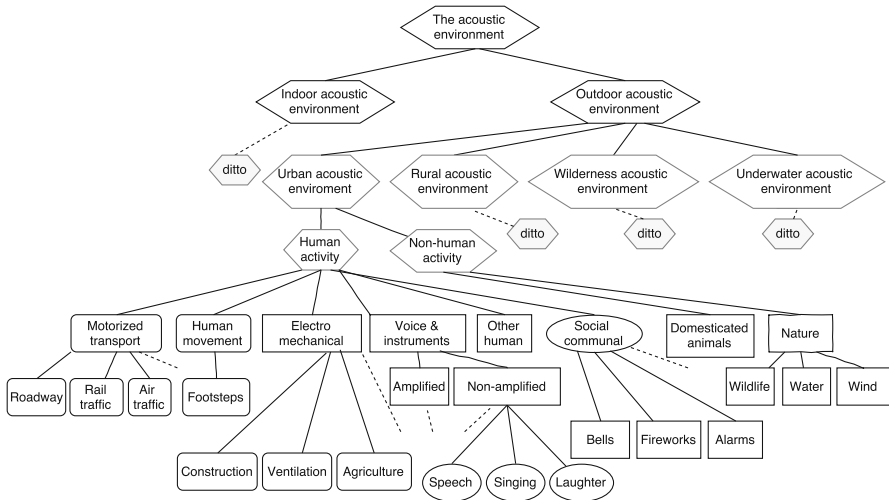 The acoustic
environment
Indoor acoustic
environment
Outdoor acoustic
environment
ditto
Urban acoustic
enviroment
Rural acoustic
environment
Wilderness acoustic
environment
Underwater acoustic
environment
ditto
ditto
ditto
Human
activity
Non-human
activity
Motorized
transport
Human
movement
Electro
mechanical
Voice &
instruments
Other
human
Social
communal
Domesticated
animals
Nature
Roadway
Rail
traffic
Air
traffic
Footsteps
Amplified
Non-amplified
Wildlife
Water
Wind
Bells
Fireworks
Alarms
Construction
Ventilation
Agriculture
Speech
Singing
Laughter